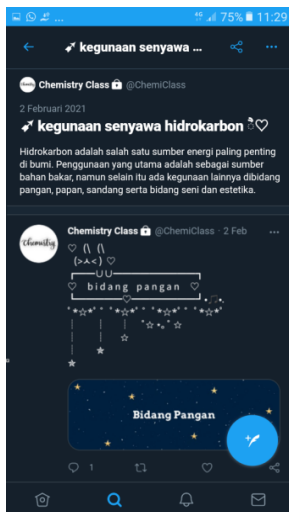 4G 75% 11:29
➶ kegunaan senyawa ...
Chemistry Class @ChemiClass
2 Februari 2021
➶ kegunaan senyawa hidrokarbon ♡
Hidrokarbon adalah salah satu sumber energi paling penting
di bumi. Penggunaan yang utama adalah sebagai sumber
bahan bakar, namun selain itu ada kegunaan lainnya dibidang
pangan, papan, sandang serta bidang seni dan estetika.
Chemistry
Chemistry Class @ChemiClass · 2 Feb
♡ bidang pangan ♡
Bidang Pangan
1